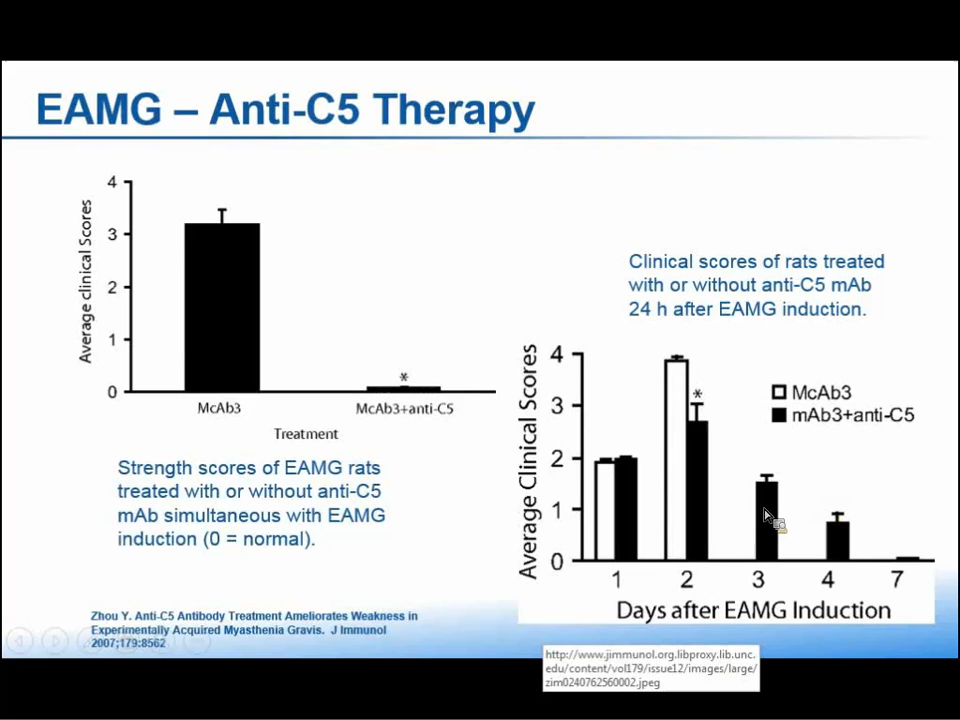 EAMG – Anti-C5 Therapy
4
3
2
1
0
Average clinical Scores
McAb3
McAb3+anti-C5
*
Treatment
Strength scores of EAMG rats
treated with or without anti-C5
mAb simultaneous with EAMG
induction (0 = normal).
Clinical scores of rats treated
with or without anti-C5 mAb
24 h after EAMG induction.
4
3
2
1
0
Average Clinical Scores
*
McAb3
mAb3+anti-C5
1 2 3 4 7
Days after EAMG Induction
Zhou Y. Anti-C5 Antibody Treatment Ameliorates Weakness in
Experimentally Acquired Myasthenia Gravis. J Immunol
2007;179:8562
http://www.jimmunol.org.libproxy.lib.unc.
edu/content/vol179/issue12/images/large/
zim0240762560002.jpeg